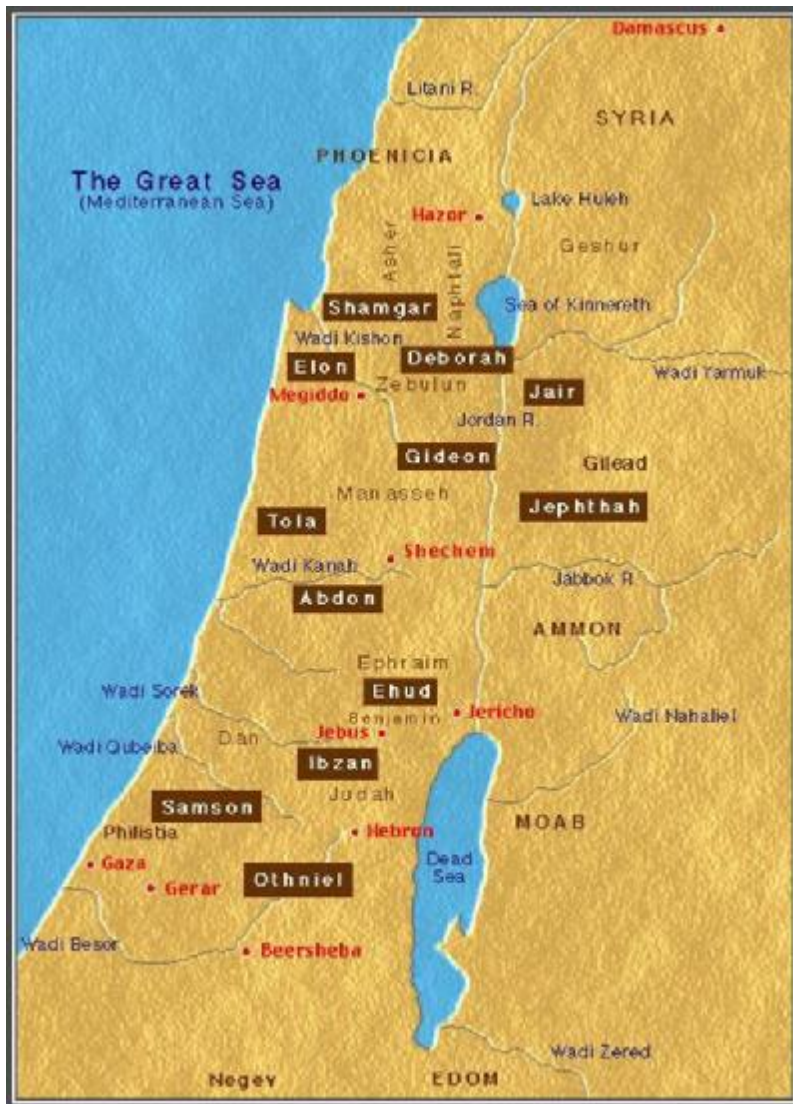 Damascus
Litani R.
SYRIA
PHOENICIA
The Great Sea
(Mediterranean Sea)
Lake Huleh
Hazor
Asher
Naphtali
Geshur
Shamgar
Sea of Kinnereth
Wadi Kishon
Elon
Deborah
Wadi Yarmuk
Zebulun
Megiddo
Jair
Jordan R.
Gideon
Gilead
Manasseh
Jephthah
Tola
Shechem
Wadi Kanah
Jabbok R
Abdon
AMMON
Ephraim
Wadi Sorek
Ehud
Benjamin
Jericho
Wadi Nahaliel
Dan
Jebus
Wadi Qubeiba
Ibzan
Judah
Samson
MOAB
Philistia
Hebron
Gaza
Dead
Sea
Othniel
Gerar
Wadi Besor
Beersheba
Wadi Zered
Negev
EDOM